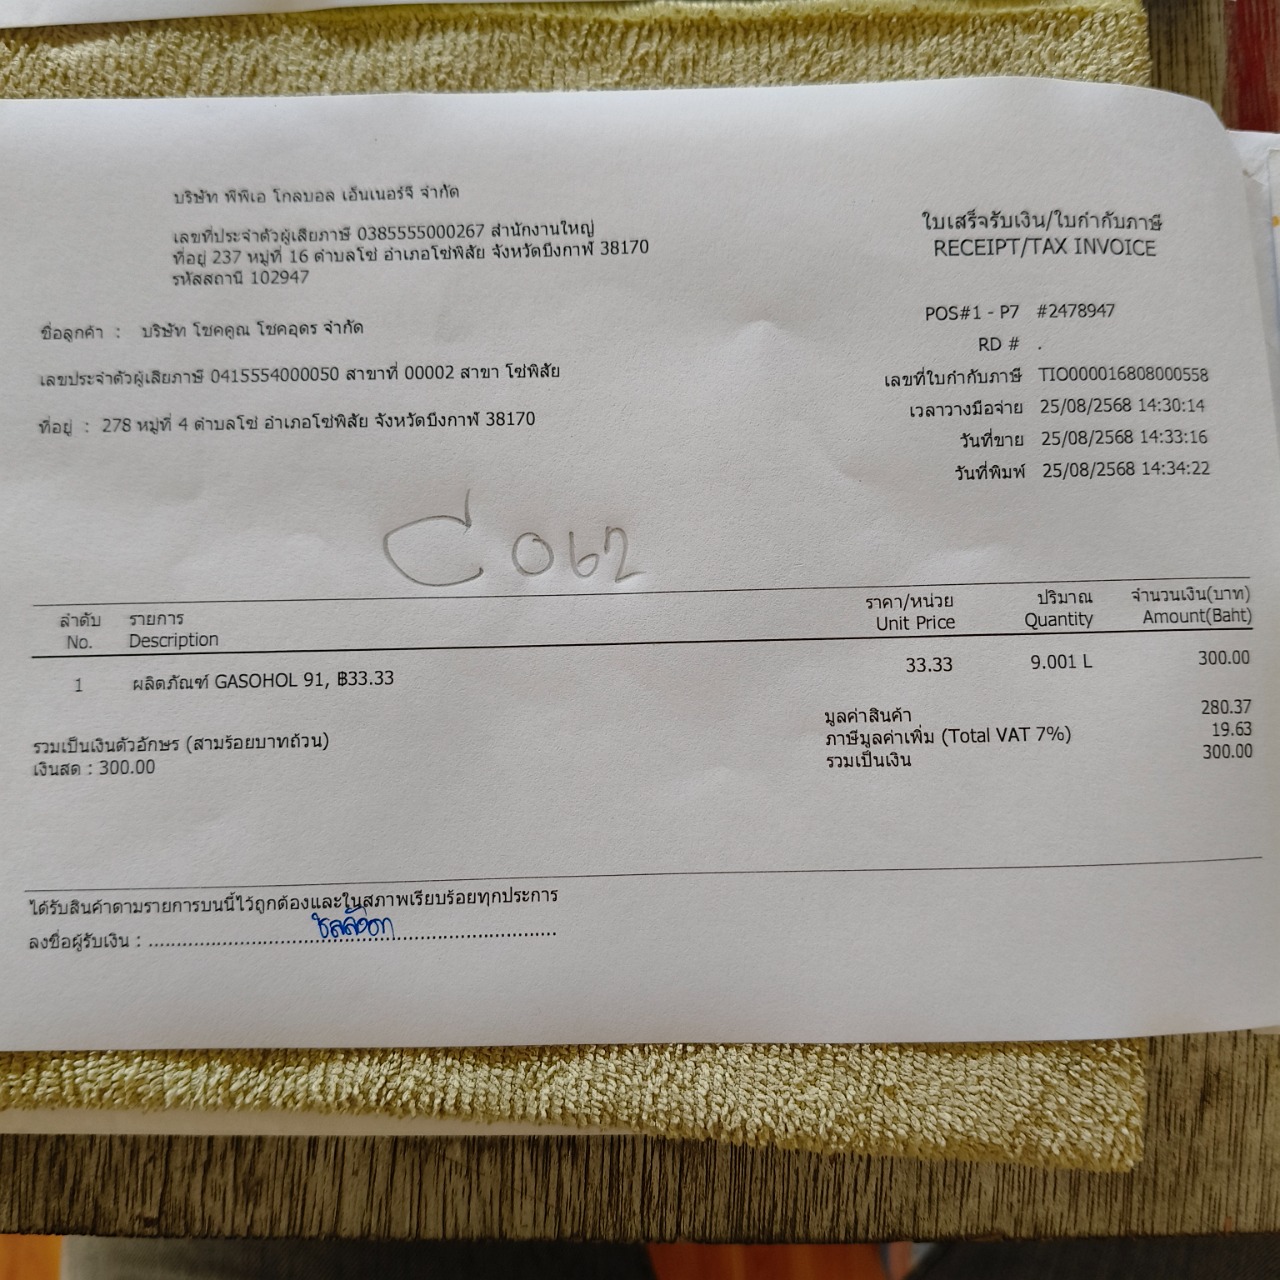 บริษัท พีพีเอ โกลบอล เอ็นเนอร์จี จำกัด
เลขที่ประจำตัวผู้เสียภาษี 0385555000267 สำนักงานใหญ่
ที่อยู่ 237 หมู่ที่ 16 ตำบลโซ่ อำเภอโซ่พิสัย จังหวัดบึงกาฬ 38170
รหัสสถานี 102947
ใบเสร็จรับเงิน/ใบกำกับภาษี
RECEIPT/TAX INVOICE
ชื่อลูกค้า : บริษัท โชคคูณ โชคอุดร จำกัด
เลขประจำตัวผู้เสียภาษี 0415554000050 สาขาที่ 00002 สาขา โซ่พิสัย
ที่อยู่ : 278 หมู่ที่ 4 ตำบลโซ่ อำเภอโซ่พิสัย จังหวัดบึงกาฬ 38170
POS#1 - P7 #2478947
RD # .
เลขที่ใบกำกับภาษี TIO000016808000558
เวลาวางมือจ่าย 25/08/2568 14:30:14
วันที่ขาย 25/08/2568 14:33:16
วันที่พิมพ์ 25/08/2568 14:34:22
C 062
ลำดับ รายการ ราคา/หน่วย ปริมาณ จำนวนเงิน(บาท)
No. Description Unit Price Quantity Amount(Baht)
1 ผลิตภัณฑ์ GASOHOL 91, ฿33.33 33.33 9.001 L 300.00
มูลค่าสินค้า 280.37
ภาษีมูลค่าเพิ่ม (Total VAT 7%) 19.63
รวมเป็นเงิน 300.00
รวมเป็นเงินตัวอักษร (สามร้อยบาทถ้วน)
เงินสด : 300.00
ได้รับสินค้าตามรายการบนนี้ไว้ถูกต้องและในสภาพเรียบร้อยทุกประการ
ลงชื่อผู้รับเงิน :